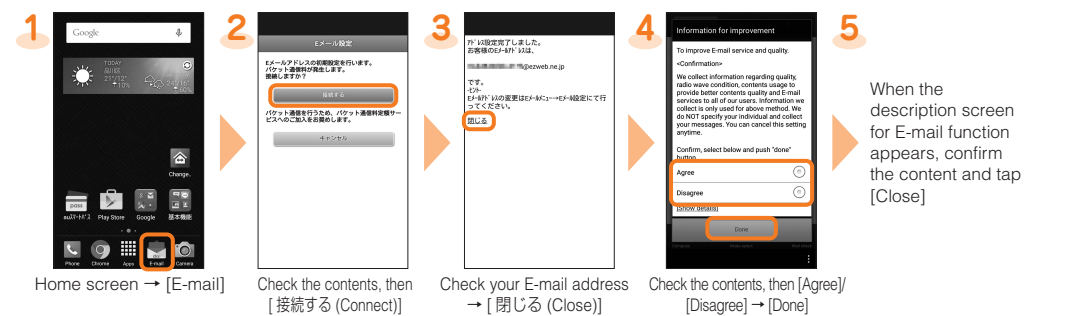 1
Google
TODAY
品川区
21°/12°
10%
24/16°
Change.
pass
auスマートパス
Play Store
Google
基本機能
Phone
Chrome
Apps
E-mail
Camera
Home screen → [E-mail]
2
Eメール設定
Eメールアドレスの初期設定を行います。
パケット通信料が発生します。
接続しますか？
接続する
パケット通信を行うため、パケット通信料定額サー
ビスへのご加入をお奨めします。
キャンセル
Check the contents, then
[ 接続する (Connect)]
3
ｱﾄﾞﾚｽ設定完了しました。
お客様のEﾒｰﾙｱﾄﾞﾚｽは、
@ezweb.ne.jp
です。
-ﾋﾝﾄ-
Eﾒｰﾙｱﾄﾞﾚｽの変更はEﾒｰﾙﾒﾆｭｰ→Eﾒｰﾙ設定にて行
ってください。
閉じる
Check your E-mail address
→ [ 閉じる (Close)]
4
Information for improvement
To improve E-mail service and quality.
<Confirmation>
We collect information regarding quality,
radio wave condition, contents usage to
provide better contents quality and E-mail
services to all of our users. Information we
collect is only used for above method. We
do NOT specify your individual and collect
your messages. You can cancel this setting
anytime.
Confirm, select below and push "done"
button.
Agree
Disagree
[Show details]
Done
Check the contents, then [Agree]/
[Disagree] → [Done]
5
When the
description screen
for E-mail function
appears, confirm
the content and tap
[Close]